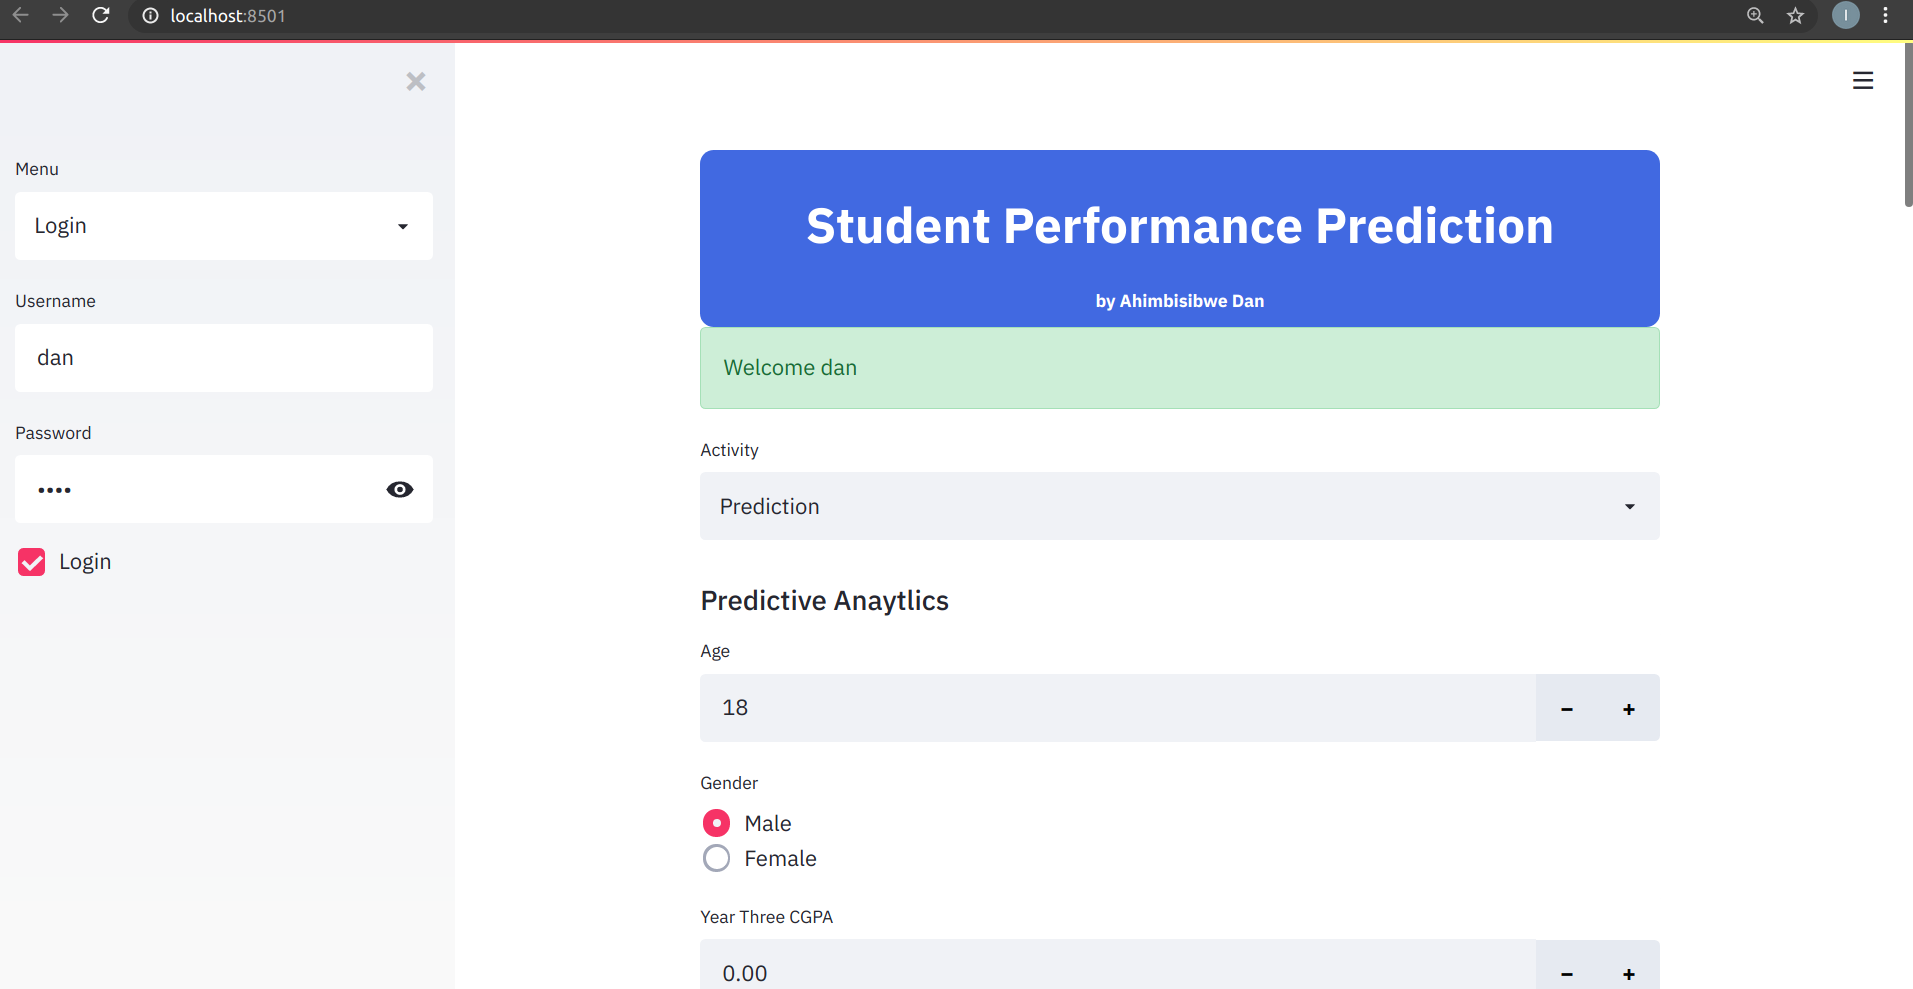 localhost:8501
I
Menu
Login
Username
dan
Password
••••
Login
Student Performance Prediction
by Ahimbisibwe Dan
Welcome dan
Activity
Prediction
Predictive Anaytlics
Age
18
Gender
Male
Female
Year Three CGPA
0.00